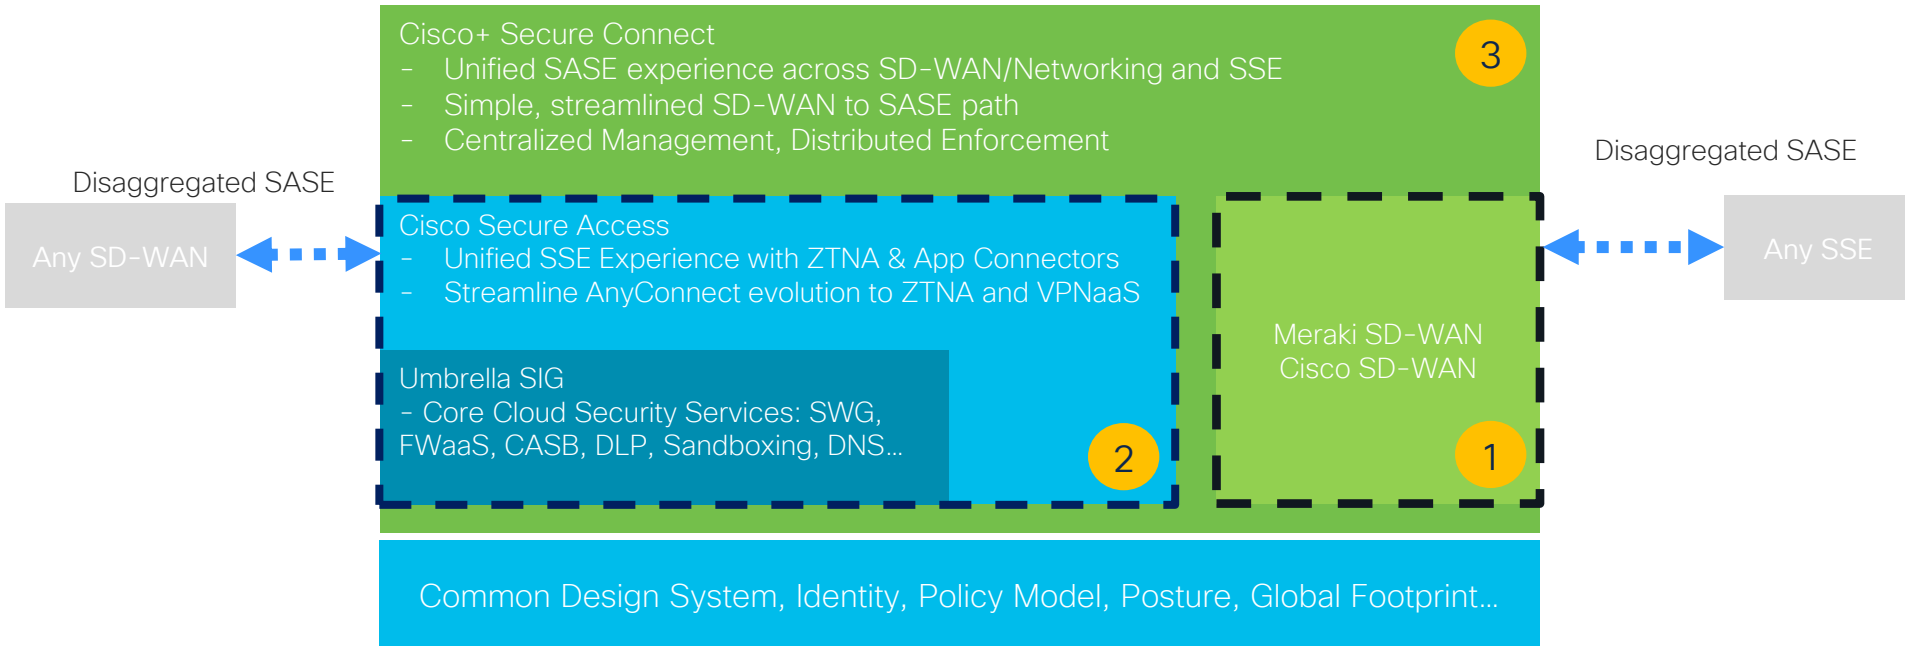 Cisco+ Secure Connect
- Unified SASE experience across SD-WAN/Networking and SSE
- Simple, streamlined SD-WAN to SASE path
- Centralized Management, Distributed Enforcement
3
Disaggregated SASE
Any SD-WAN
Cisco Secure Access
- Unified SSE Experience with ZTNA & App Connectors
- Streamline AnyConnect evolution to ZTNA and VPNaaS
Umbrella SIG
- Core Cloud Security Services: SWG,
FWaaS, CASB, DLP, Sandboxing, DNS...
2
Meraki SD-WAN
Cisco SD-WAN
1
Disaggregated SASE
Any SSE
Common Design System, Identity, Policy Model, Posture, Global Footprint...